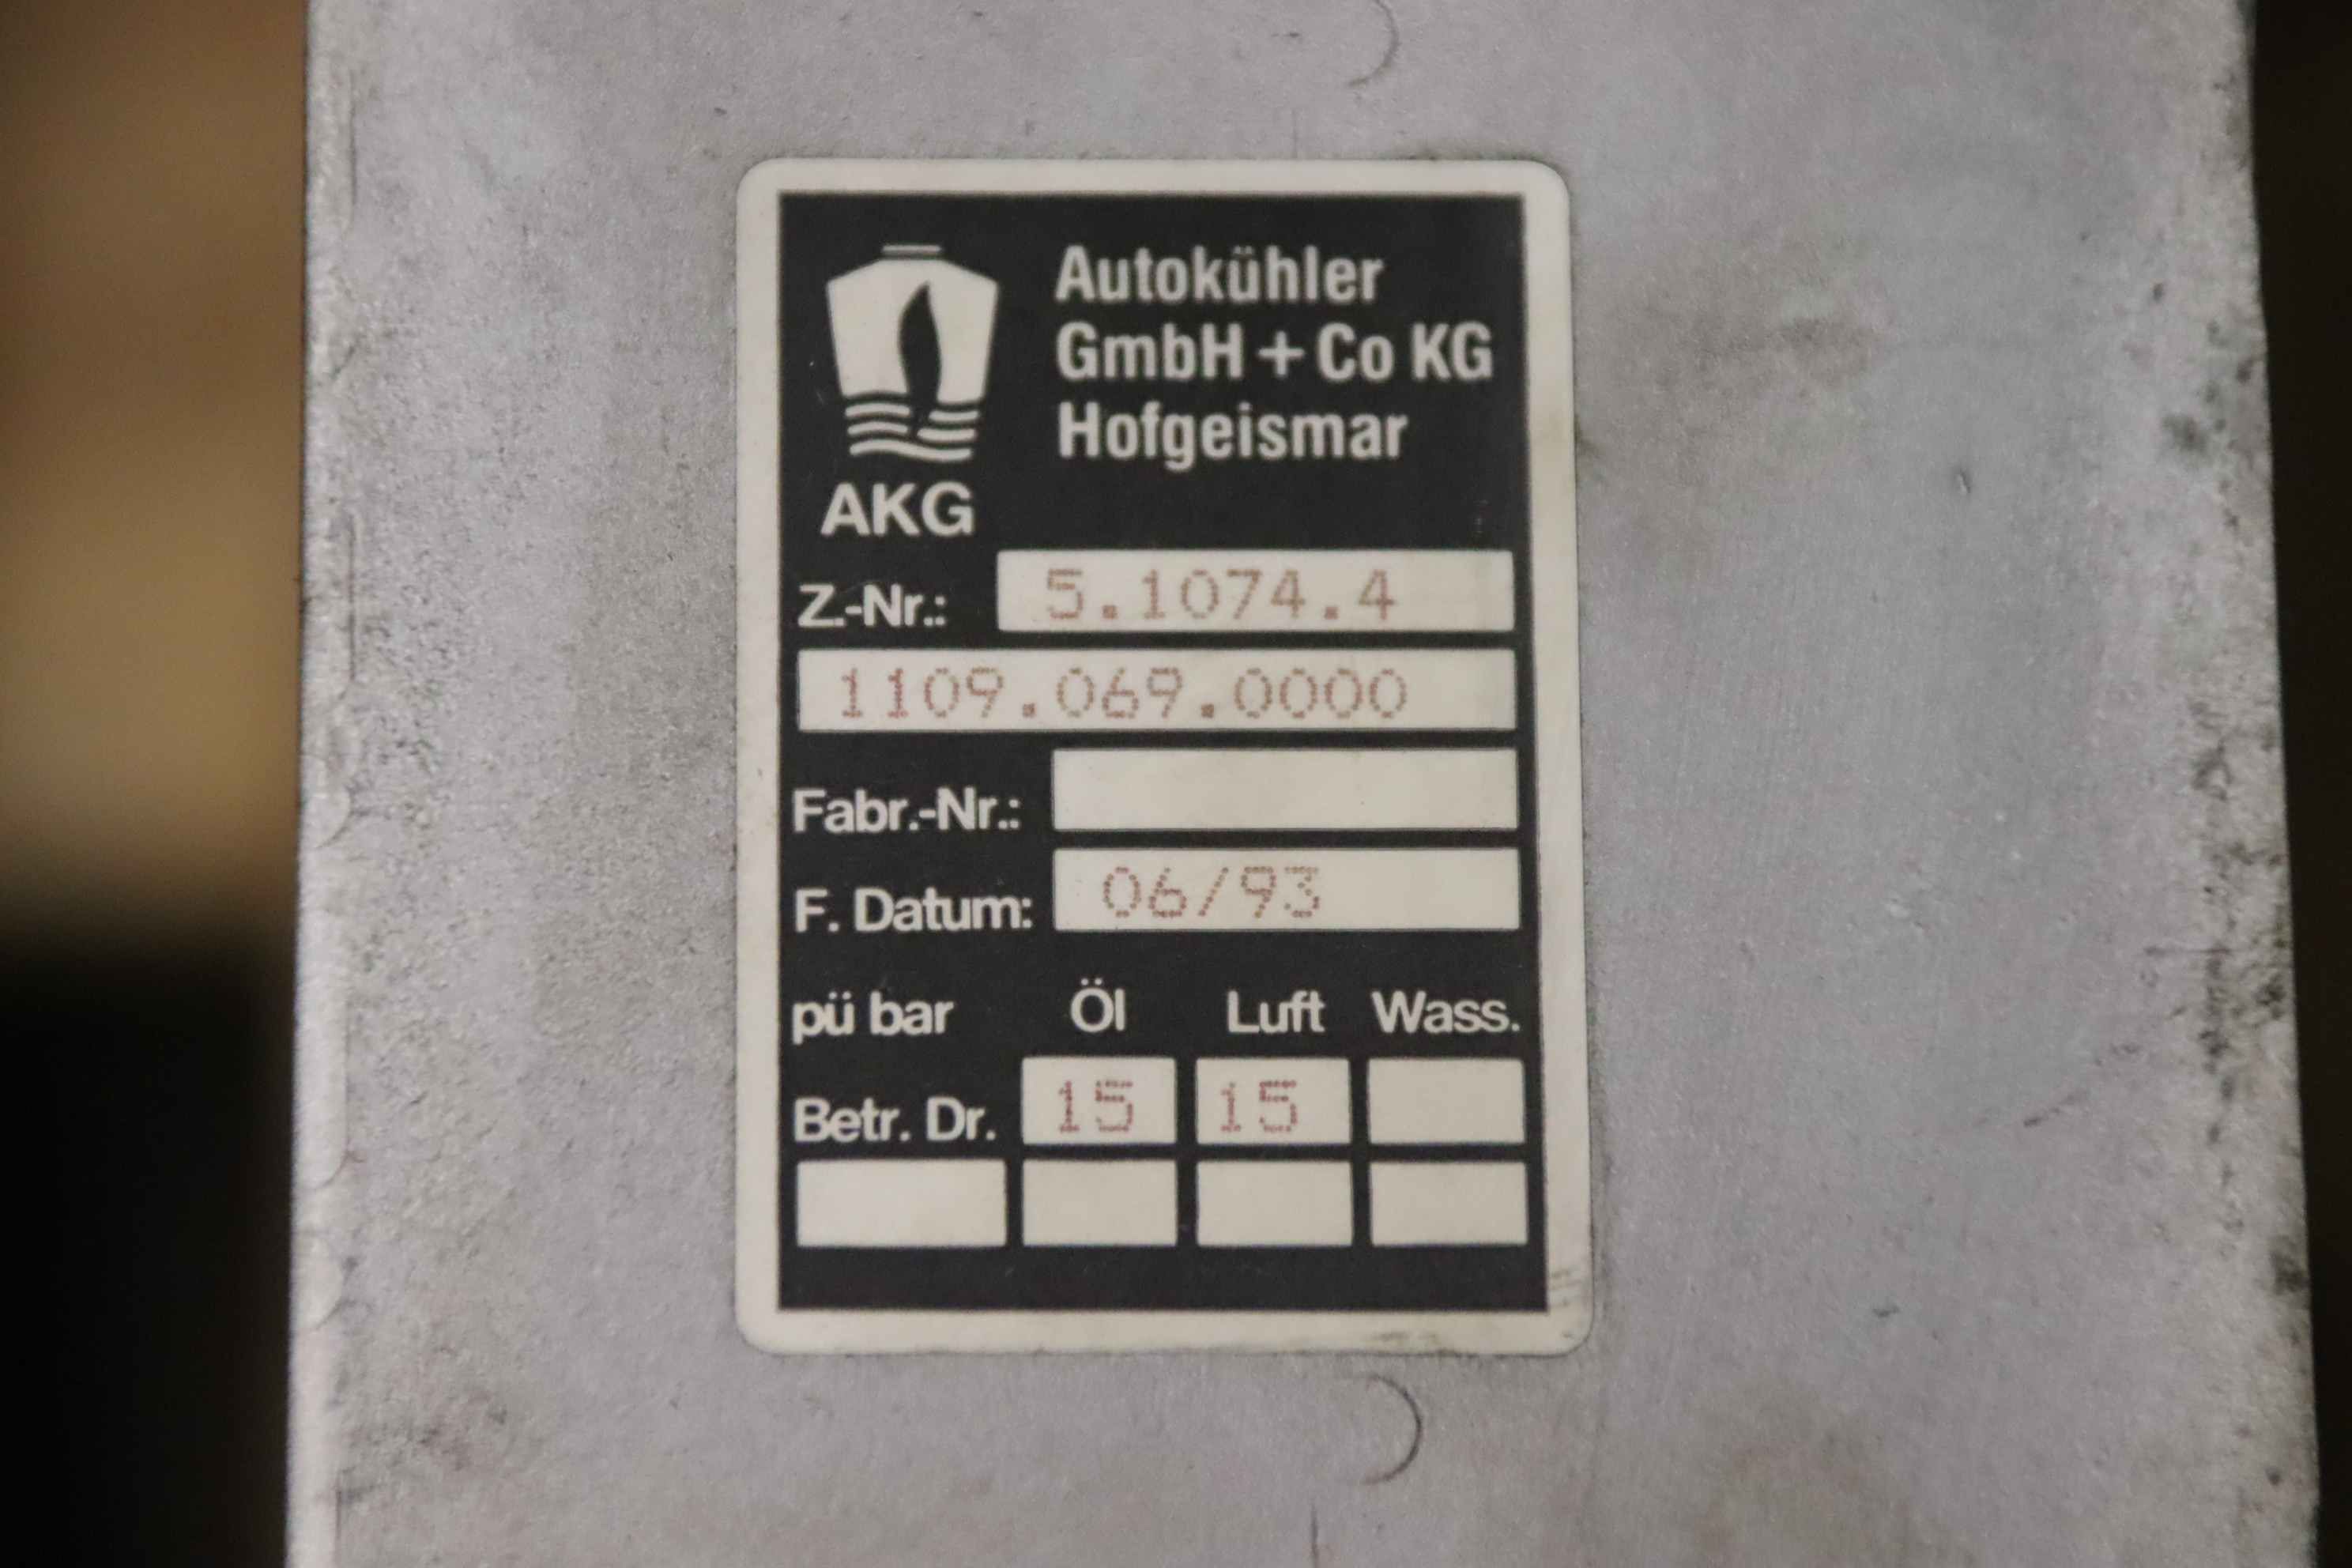 Autokühler
GmbH + Co KG
Hofgeismar
AKG
Z.-Nr.: 5.1074.4
1109.069.0000
Fabr.-Nr.:
F. Datum: 06/93
pü bar Öl Luft Wass.
Betr. Dr. 15 15